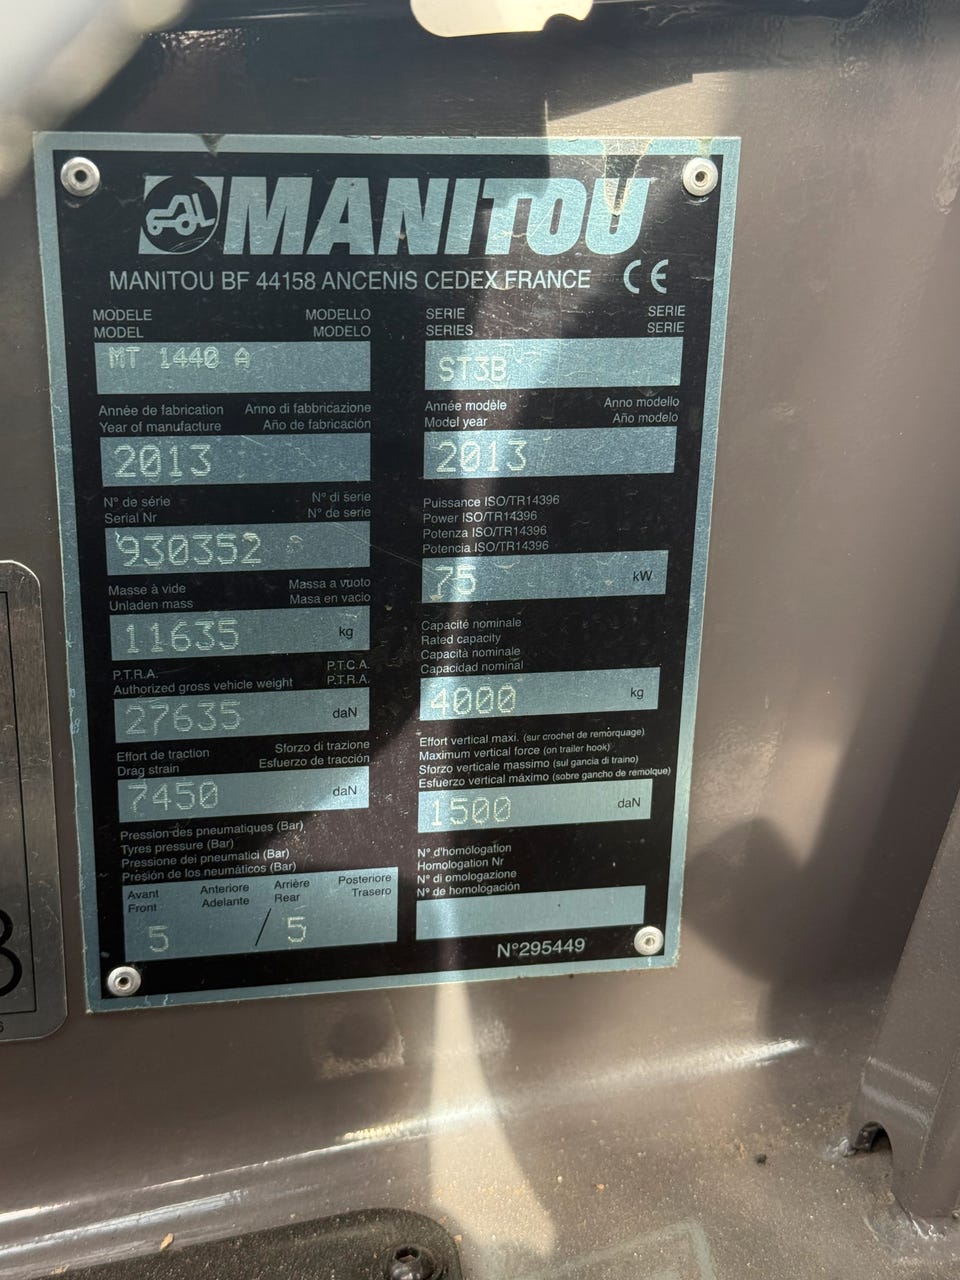 MANITOU
MANITOU BF 44158 ANCENIS CEDEX FRANCE CE
MODELE MODELLO
MODEL MODELO
MT 1440 A
SERIE SERIE
SERIES SERIE
ST3B
Année de fabrication Anno di fabbricazione
Year of manufacture Año de fabricación
2013
Année modèle Anno modello
Model year Año modelo
2013
N° de série N° di serie
Serial Nr N° de serie
930352
Puissance ISO/TR14396
Power ISO/TR14396
Potenza ISO/TR14396
Potencia ISO/TR14396
75 kW
Masse à vide Massa a vuoto
Unladen mass Masa en vacio
11635 kg
Capacité nominale
Rated capacity
Capacità nominale
Capacidad nominal
4000 kg
P.T.R.A. P.T.C.A.
Authorized gross vehicle weight P.T.R.A.
27635 daN
Effort vertical maxi. (sur crochet de remorquage)
Maximum vertical force (on trailer hook)
Sforzo verticale massimo (sul gancia di traino)
Esfuerzo vertical máximo (sobre gancho de remolque)
1500 daN
Effort de traction Sforzo di trazione
Drag strain Esfuerzo de tracción
7450 daN
Pression des pneumatiques (Bar)
Tyres pressure (Bar)
Pressione dei pneumatici (Bar)
Presión de los neumáticos (Bar)
Avant Anteriore Arrière Posteriore
Front Adelante Rear Trasero
5 / 5
N° d'homologation
Homologation Nr
N° di omologazione
N° de homologación
N°295449